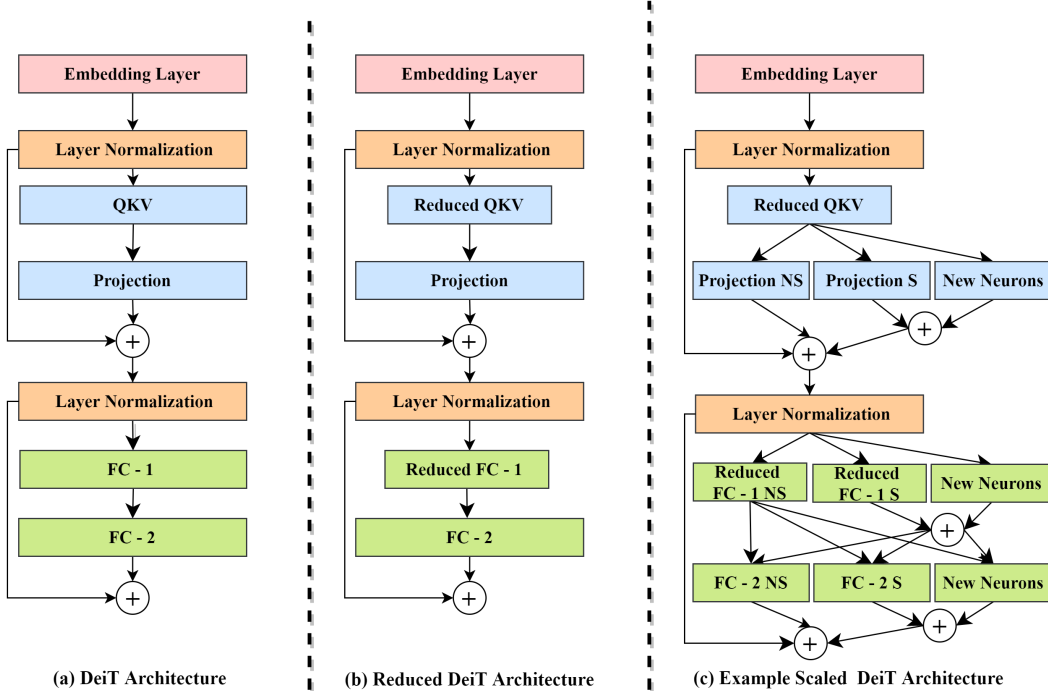 Embedding Layer
Layer Normalization
QKV
Projection
+
Layer Normalization
FC - 1
FC - 2
+
(a) DeiT Architecture
Embedding Layer
Layer Normalization
Reduced QKV
Projection
+
Layer Normalization
Reduced FC - 1
FC - 2
+
(b) Reduced DeiT Architecture
Embedding Layer
Layer Normalization
Reduced QKV
Projection NS
Projection S
New Neurons
+
+
Layer Normalization
Reduced
FC - 1 NS
Reduced
FC - 1 S
New Neurons
+
FC - 2 NS
FC - 2 S
New Neurons
+
+
(c) Example Scaled DeiT Architecture